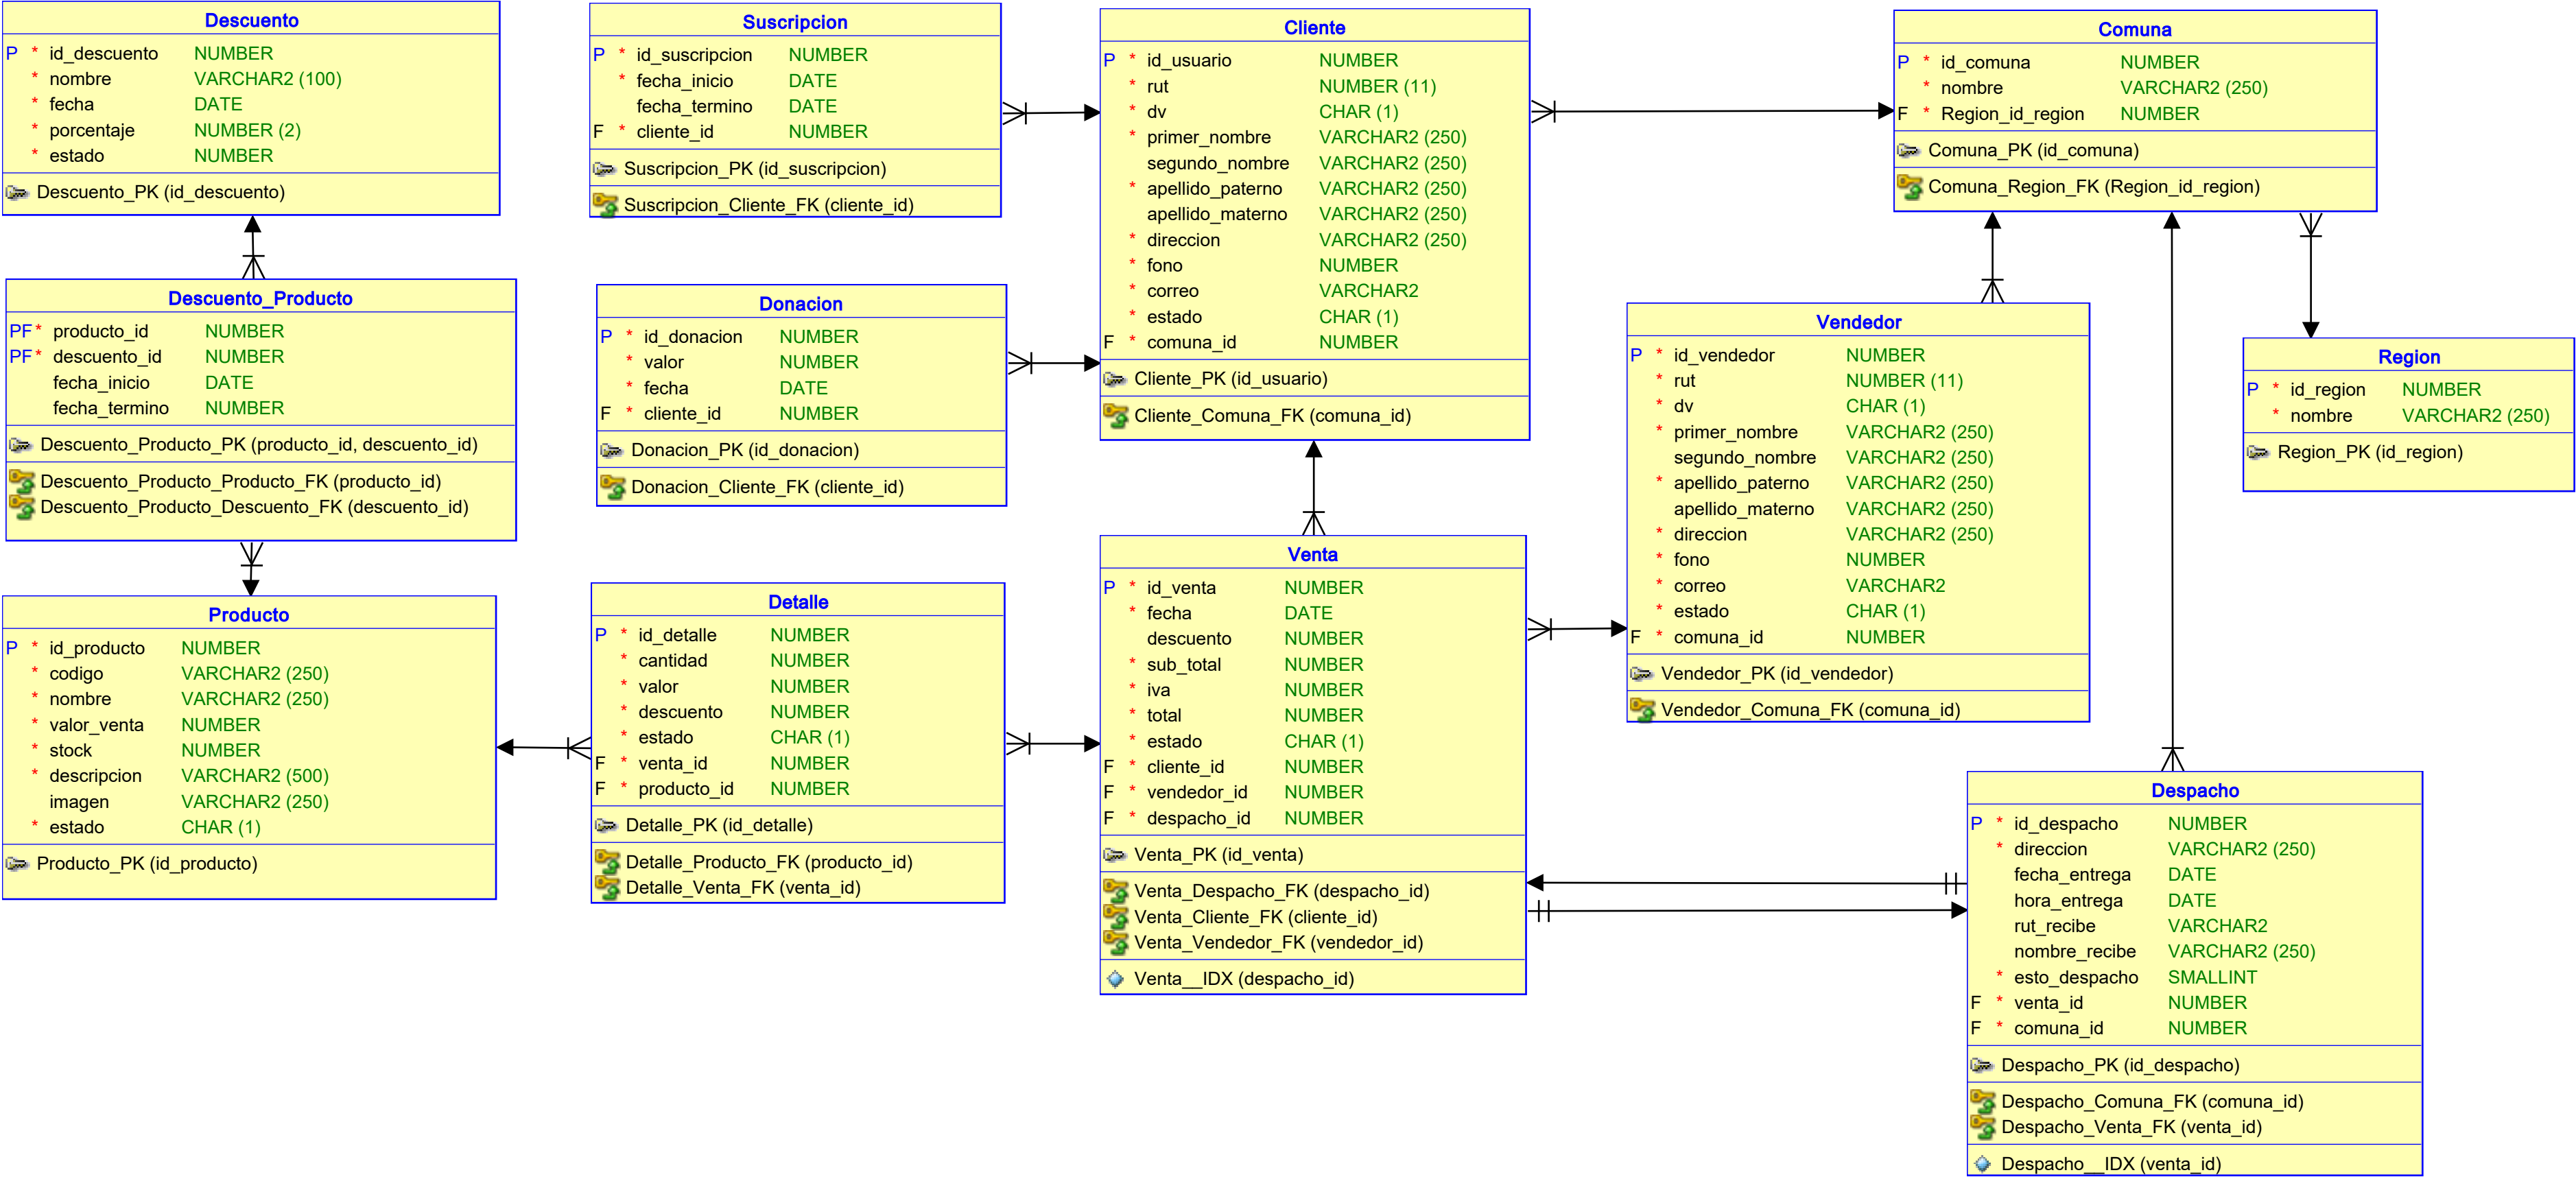 Descuento
P * id_descuento NUMBER
* nombre VARCHAR2 (100)
* fecha DATE
* porcentaje NUMBER (2)
* estado NUMBER
Descuento_PK (id_descuento)
Suscripcion
P * id_suscripcion NUMBER
* fecha_inicio DATE
fecha_termino DATE
F * cliente_id NUMBER
Suscripcion_PK (id_suscripcion)
Suscripcion_Cliente_FK (cliente_id)
Cliente
P * id_usuario NUMBER
* rut NUMBER (11)
* dv CHAR (1)
* primer_nombre VARCHAR2 (250)
segundo_nombre VARCHAR2 (250)
* apellido_paterno VARCHAR2 (250)
apellido_materno VARCHAR2 (250)
* direccion VARCHAR2 (250)
* fono NUMBER
* correo VARCHAR2
* estado CHAR (1)
F * comuna_id NUMBER
Cliente_PK (id_usuario)
Cliente_Comuna_FK (comuna_id)
Comuna
P * id_comuna NUMBER
* nombre VARCHAR2 (250)
F * Region_id_region NUMBER
Comuna_PK (id_comuna)
Comuna_Region_FK (Region_id_region)
Descuento_Producto
PF * producto_id NUMBER
PF * descuento_id NUMBER
fecha_inicio DATE
fecha_termino NUMBER
Descuento_Producto_PK (producto_id, descuento_id)
Descuento_Producto_Producto_FK (producto_id)
Descuento_Producto_Descuento_FK (descuento_id)
Donacion
P * id_donacion NUMBER
* valor NUMBER
* fecha DATE
F * cliente_id NUMBER
Donacion_PK (id_donacion)
Donacion_Cliente_FK (cliente_id)
Vendedor
P * id_vendedor NUMBER
* rut NUMBER (11)
* dv CHAR (1)
* primer_nombre VARCHAR2 (250)
segundo_nombre VARCHAR2 (250)
* apellido_paterno VARCHAR2 (250)
apellido_materno VARCHAR2 (250)
* direccion VARCHAR2 (250)
* fono NUMBER
* correo VARCHAR2
* estado CHAR (1)
F * comuna_id NUMBER
Vendedor_PK (id_vendedor)
Vendedor_Comuna_FK (comuna_id)
Region
P * id_region NUMBER
* nombre VARCHAR2 (250)
Region_PK (id_region)
Producto
P * id_producto NUMBER
* codigo VARCHAR2 (250)
* nombre VARCHAR2 (250)
* valor_venta NUMBER
* stock NUMBER
* descripcion VARCHAR2 (500)
imagen VARCHAR2 (250)
* estado CHAR (1)
Producto_PK (id_producto)
Detalle
P * id_detalle NUMBER
* cantidad NUMBER
* valor NUMBER
* descuento NUMBER
* estado CHAR (1)
F * venta_id NUMBER
F * producto_id NUMBER
Detalle_PK (id_detalle)
Detalle_Producto_FK (producto_id)
Detalle_Venta_FK (venta_id)
Venta
P * id_venta NUMBER
* fecha DATE
descuento NUMBER
* sub_total NUMBER
* iva NUMBER
* total NUMBER
* estado CHAR (1)
F * cliente_id NUMBER
F * vendedor_id NUMBER
F * despacho_id NUMBER
Venta_PK (id_venta)
Venta_Despacho_FK (despacho_id)
Venta_Cliente_FK (cliente_id)
Venta_Vendedor_FK (vendedor_id)
Venta__IDX (despacho_id)
Despacho
P * id_despacho NUMBER
* direccion VARCHAR2 (250)
fecha_entrega DATE
hora_entrega DATE
rut_recibe VARCHAR2
nombre_recibe VARCHAR2 (250)
* esto_despacho SMALLINT
F * venta_id NUMBER
F * comuna_id NUMBER
Despacho_PK (id_despacho)
Despacho_Comuna_FK (comuna_id)
Despacho_Venta_FK (venta_id)
Despacho__IDX (venta_id)